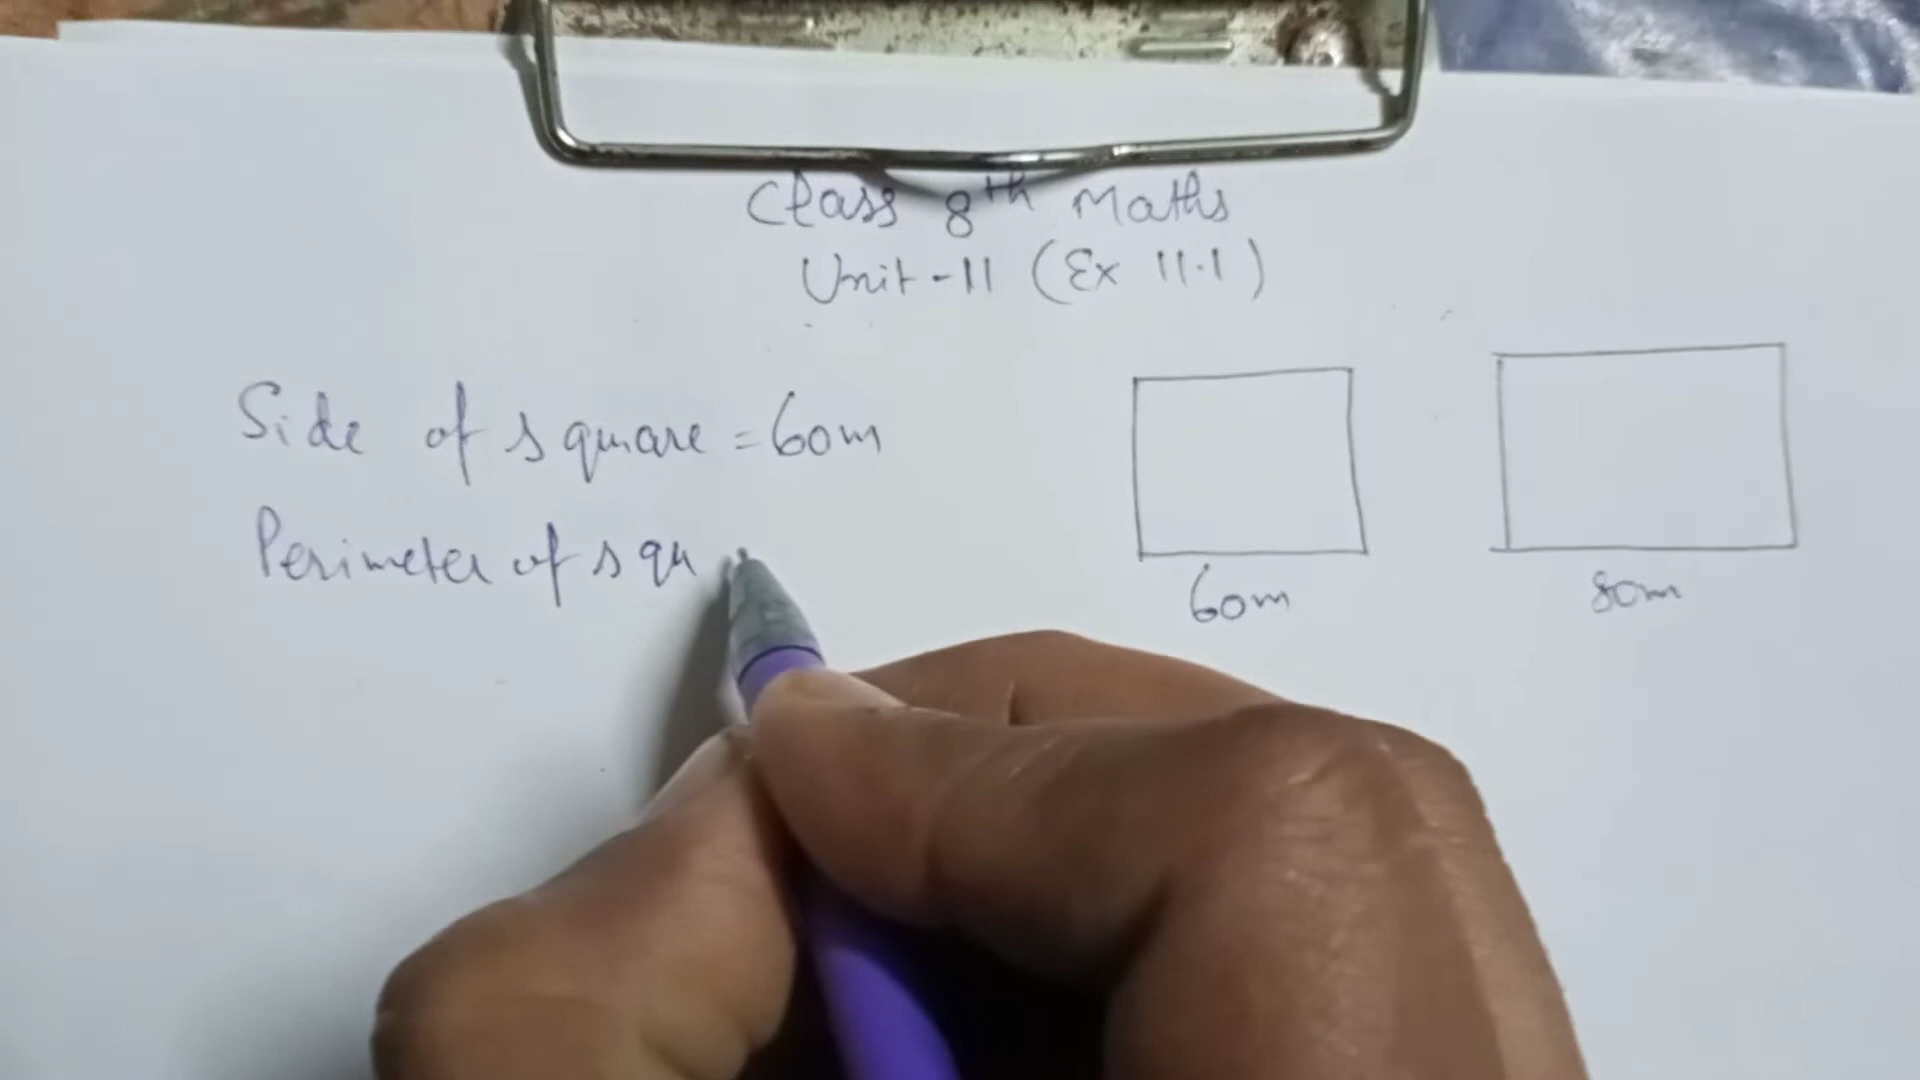 Class 8th Maths
Unit-11 (Ex 11.1)
Side of square = 60m
Perimeter of squ
60m
80m